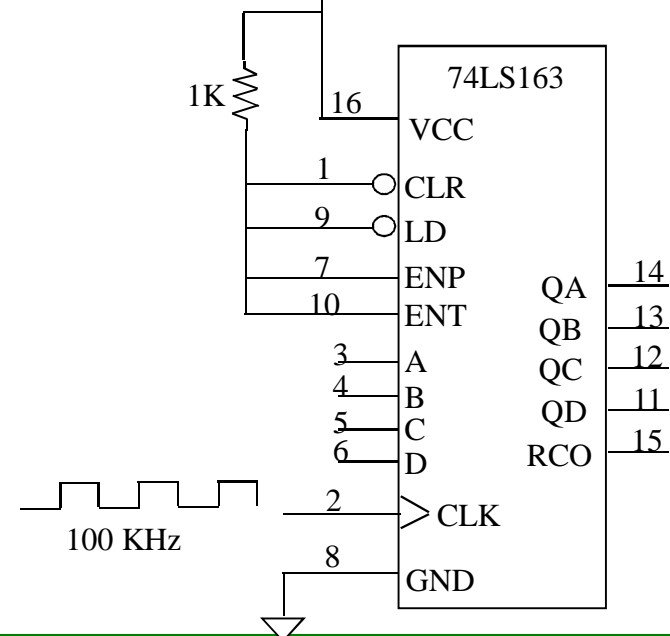 74LS163
1K
16
VCC
1
CLR
9
LD
7
ENP
14
QA
10
ENT
13
QB
3
A
12
QC
4
B
11
QD
5
C
15
RCO
6
D
2
CLK
100 KHz
8
GND